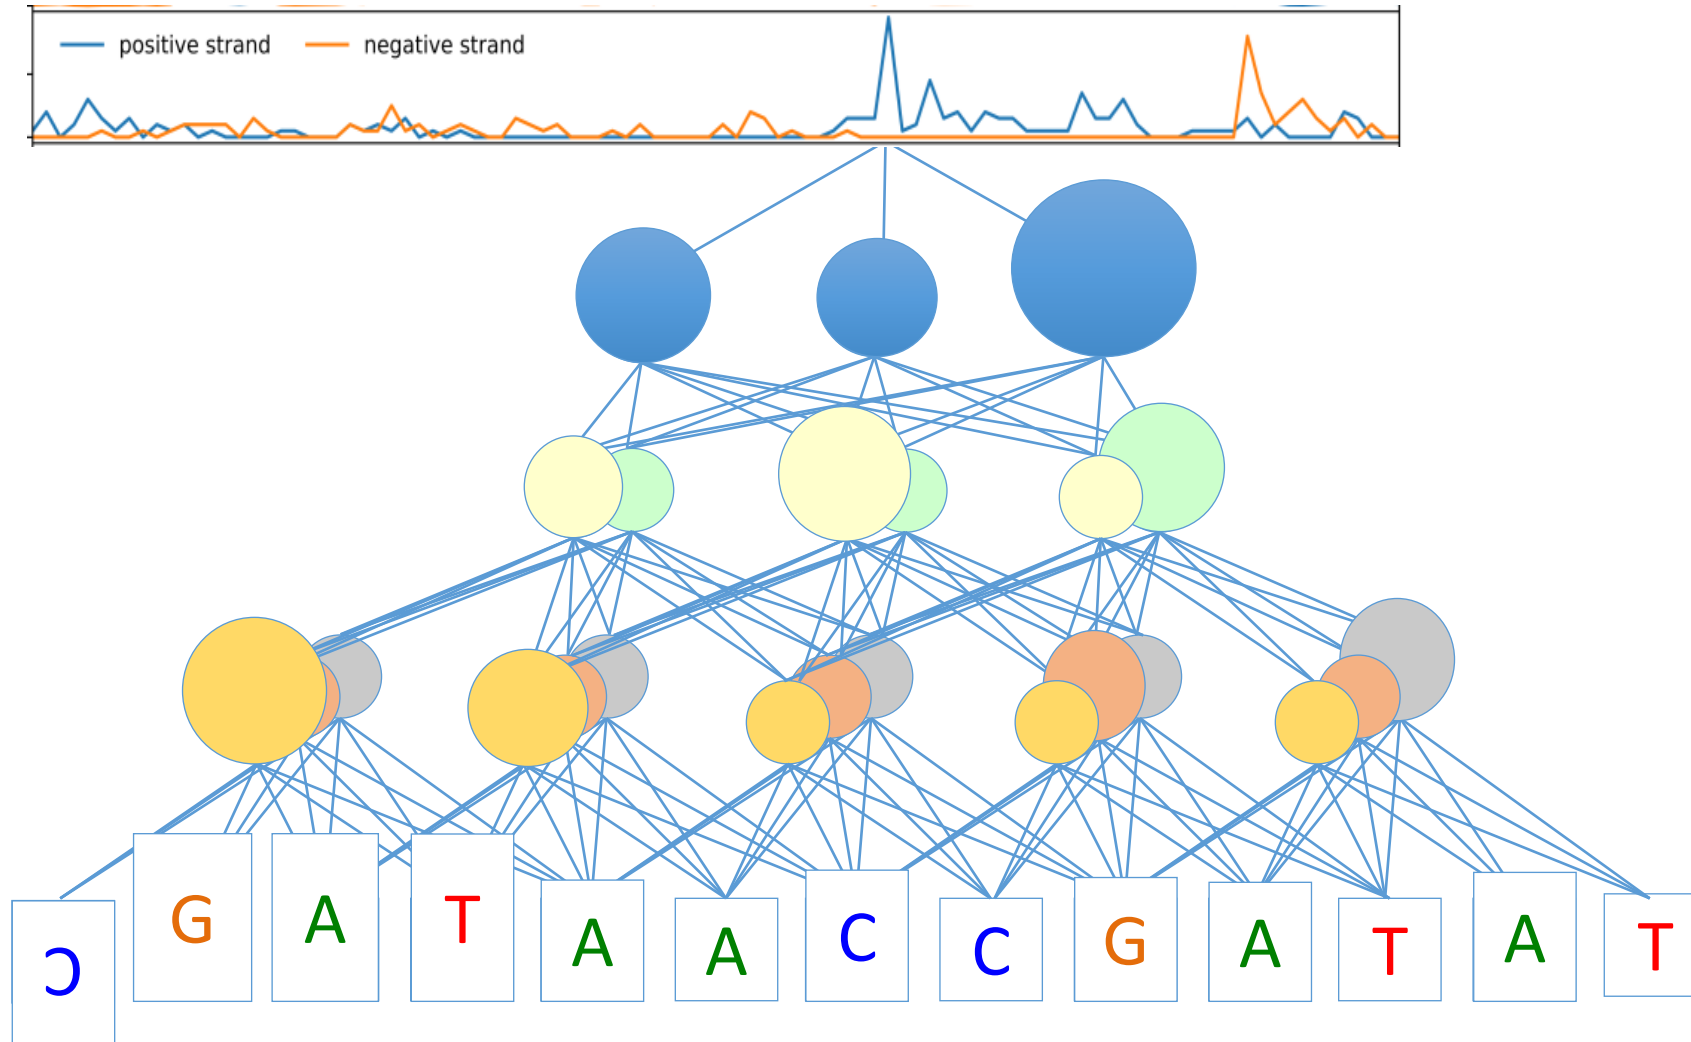 positive strand negative strand
Ɔ G A T A A C C G A T A T